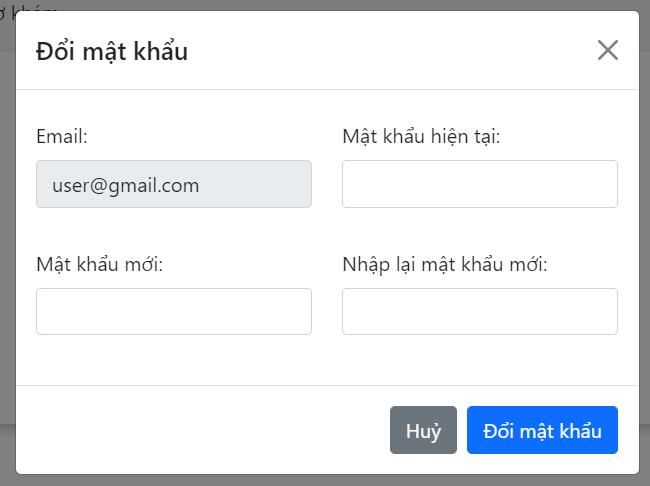 Đổi mật khẩu
Email:
Mật khẩu hiện tại:
user@gmail.com
Mật khẩu mới:
Nhập lại mật khẩu mới:
Huỷ
Đổi mật khẩu